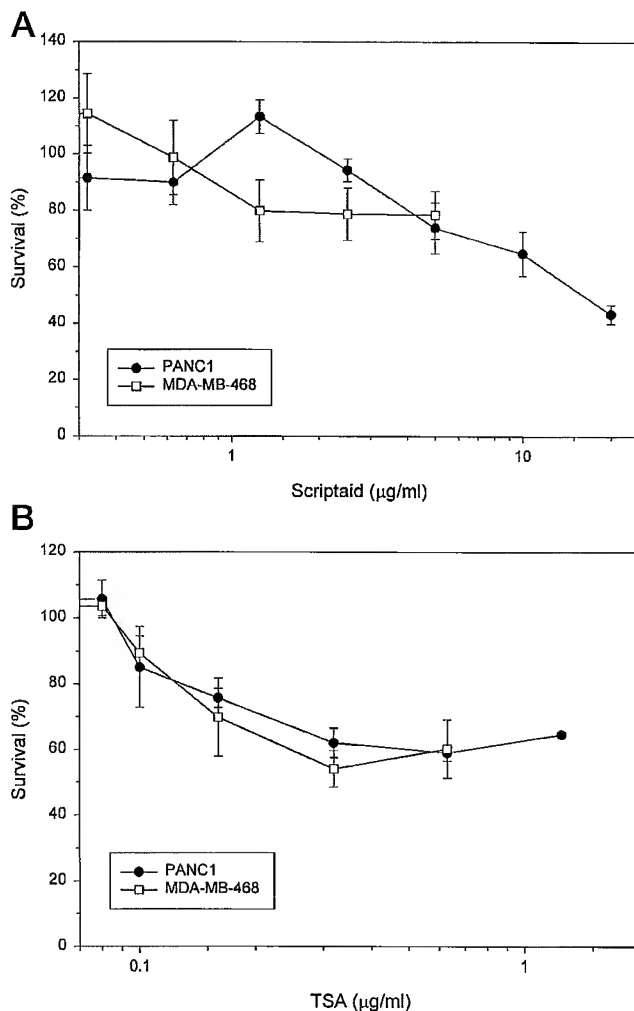 A
140
120
100
80
60
40
20
0
Survival (%)
PANC1
MDA-MB-468
1
10
Scriptaid (µg/ml)
B
120
100
80
60
40
20
0
Survival (%)
PANC1
MDA-MB-468
0.1
1
TSA (µg/ml)